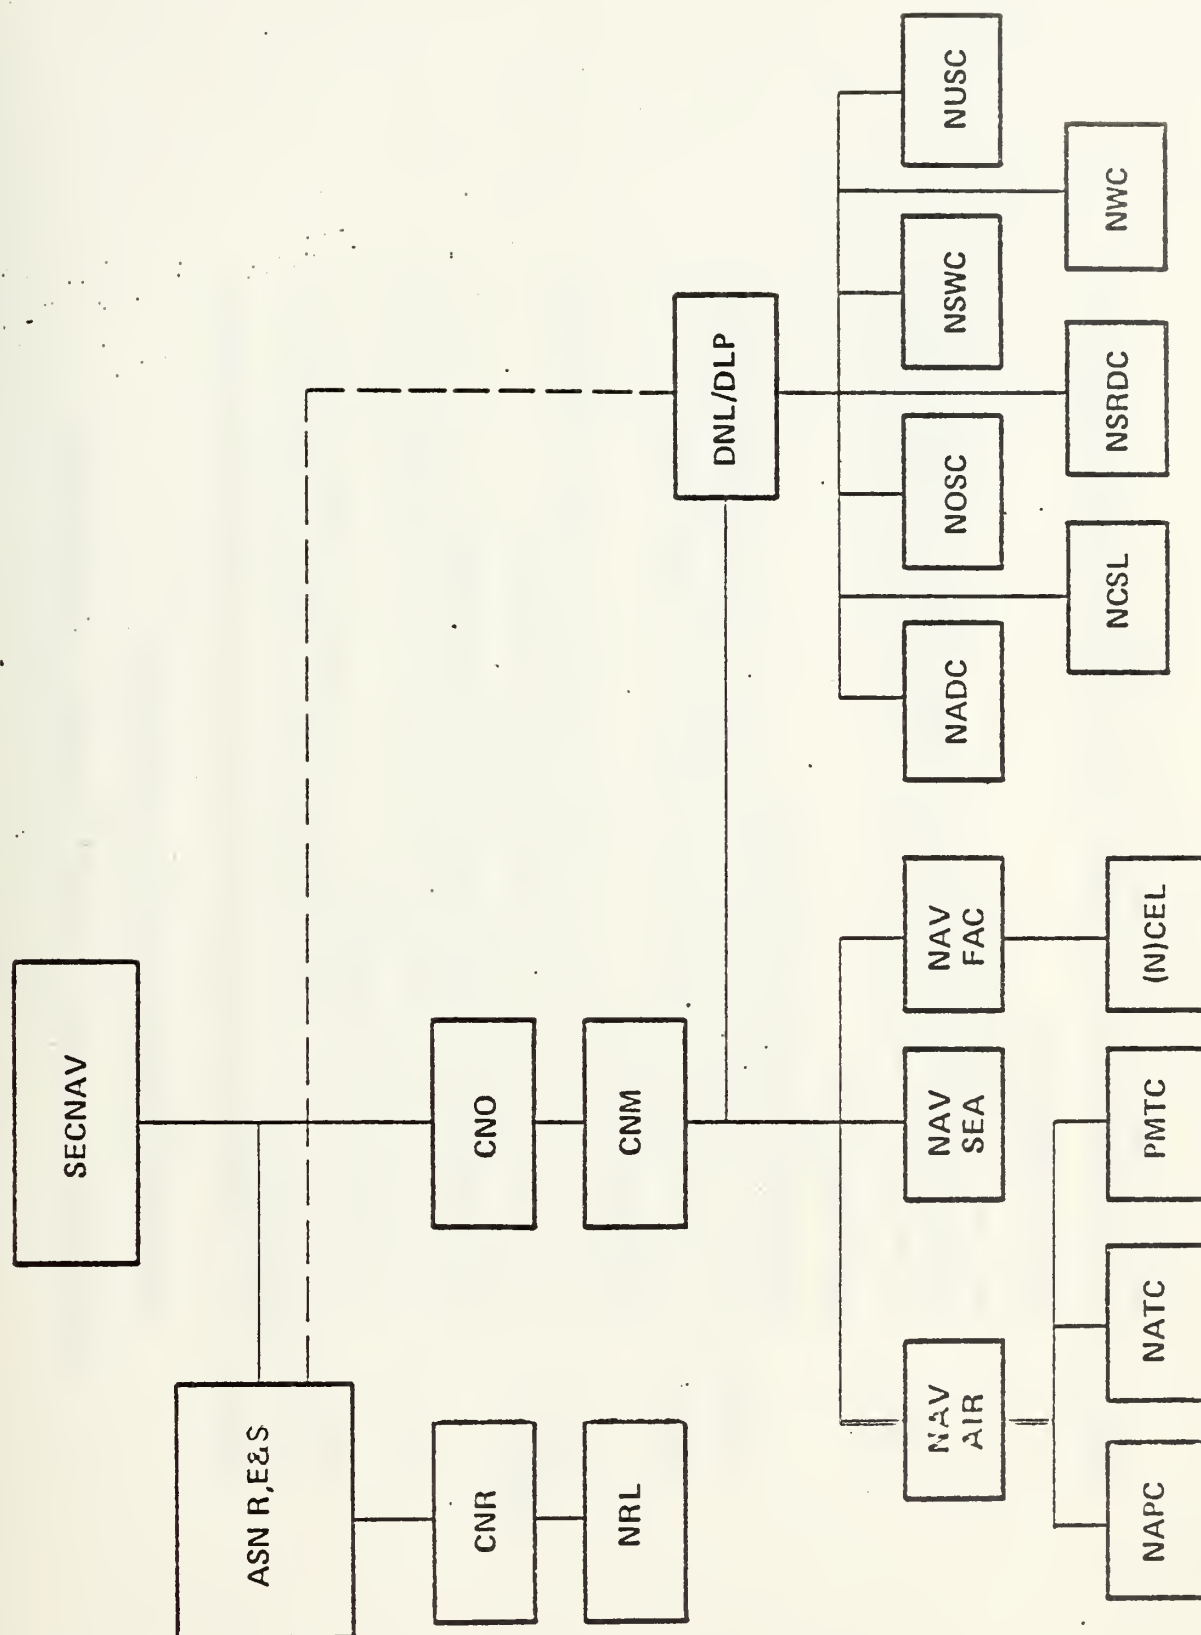 SECNAV
ASN R,E&S
CNR
CNO
NRL
CNM
DNL/DLP
NAV
AIR
NAV
SEA
NAV
FAC
NADC
NOSC
NSWC
NUSC
NCSL
NSRDC
NWC
NAPC
NATC
PMTC
(N)CEL